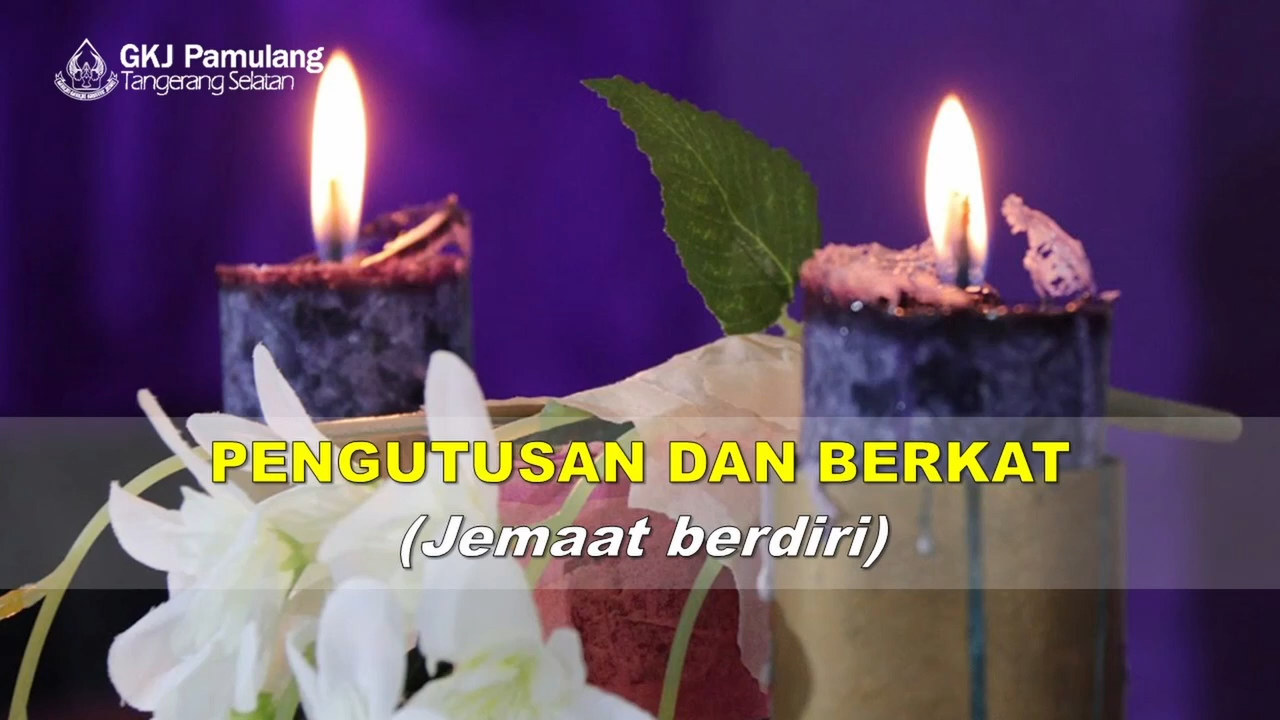 GKJ Pamulang
Tangerang Selatan
PENGUTUSAN DAN BERKAT
(Jemaat berdiri)